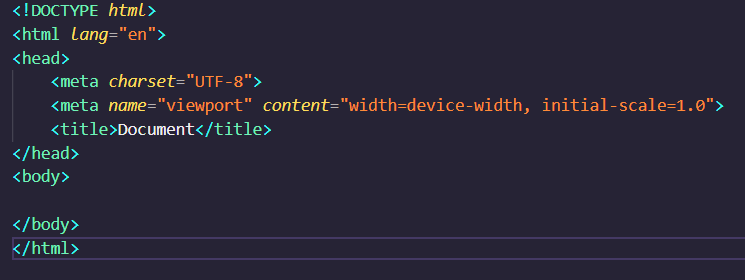 <!DOCTYPE html>
<html lang="en">
<head>
    <meta charset="UTF-8">
    <meta name="viewport" content="width=device-width, initial-scale=1.0">
    <title>Document</title>
</head>
<body>

</body>
</html>